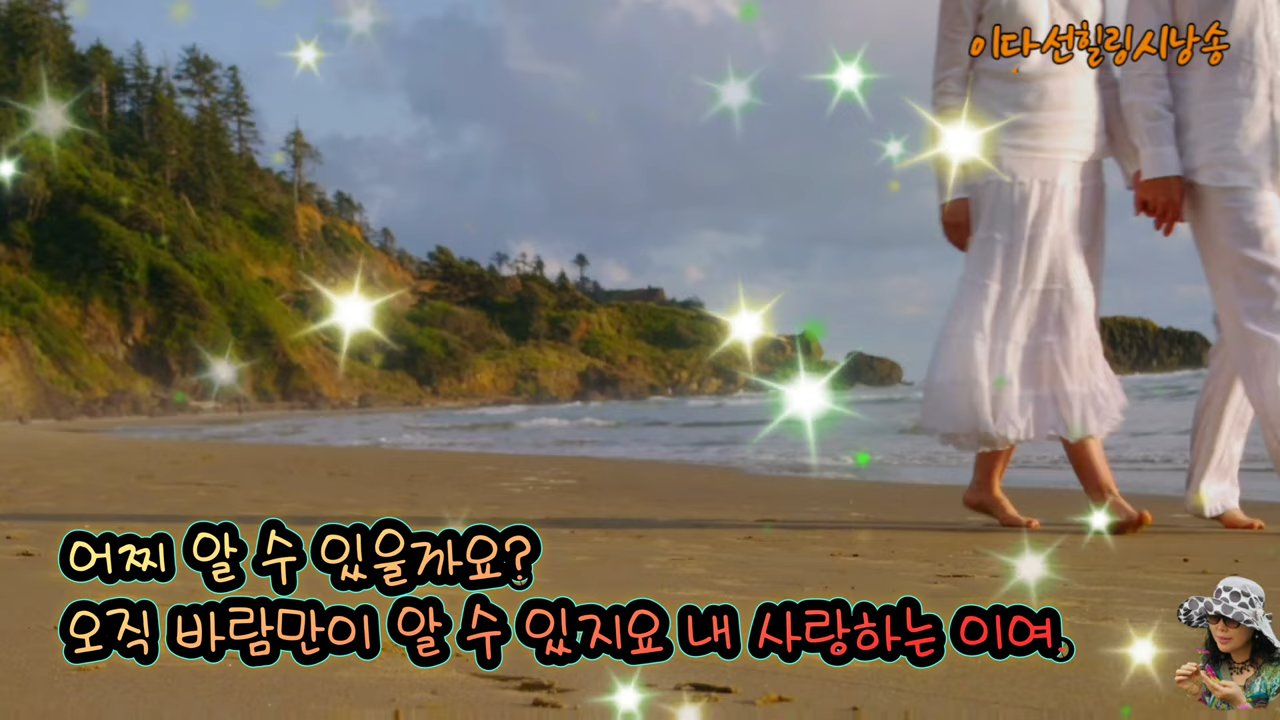 이다선힐링시낭송
어찌 알 수 있을까요?
오직 바람만이 알 수 있지요 내 사랑하는 이여,